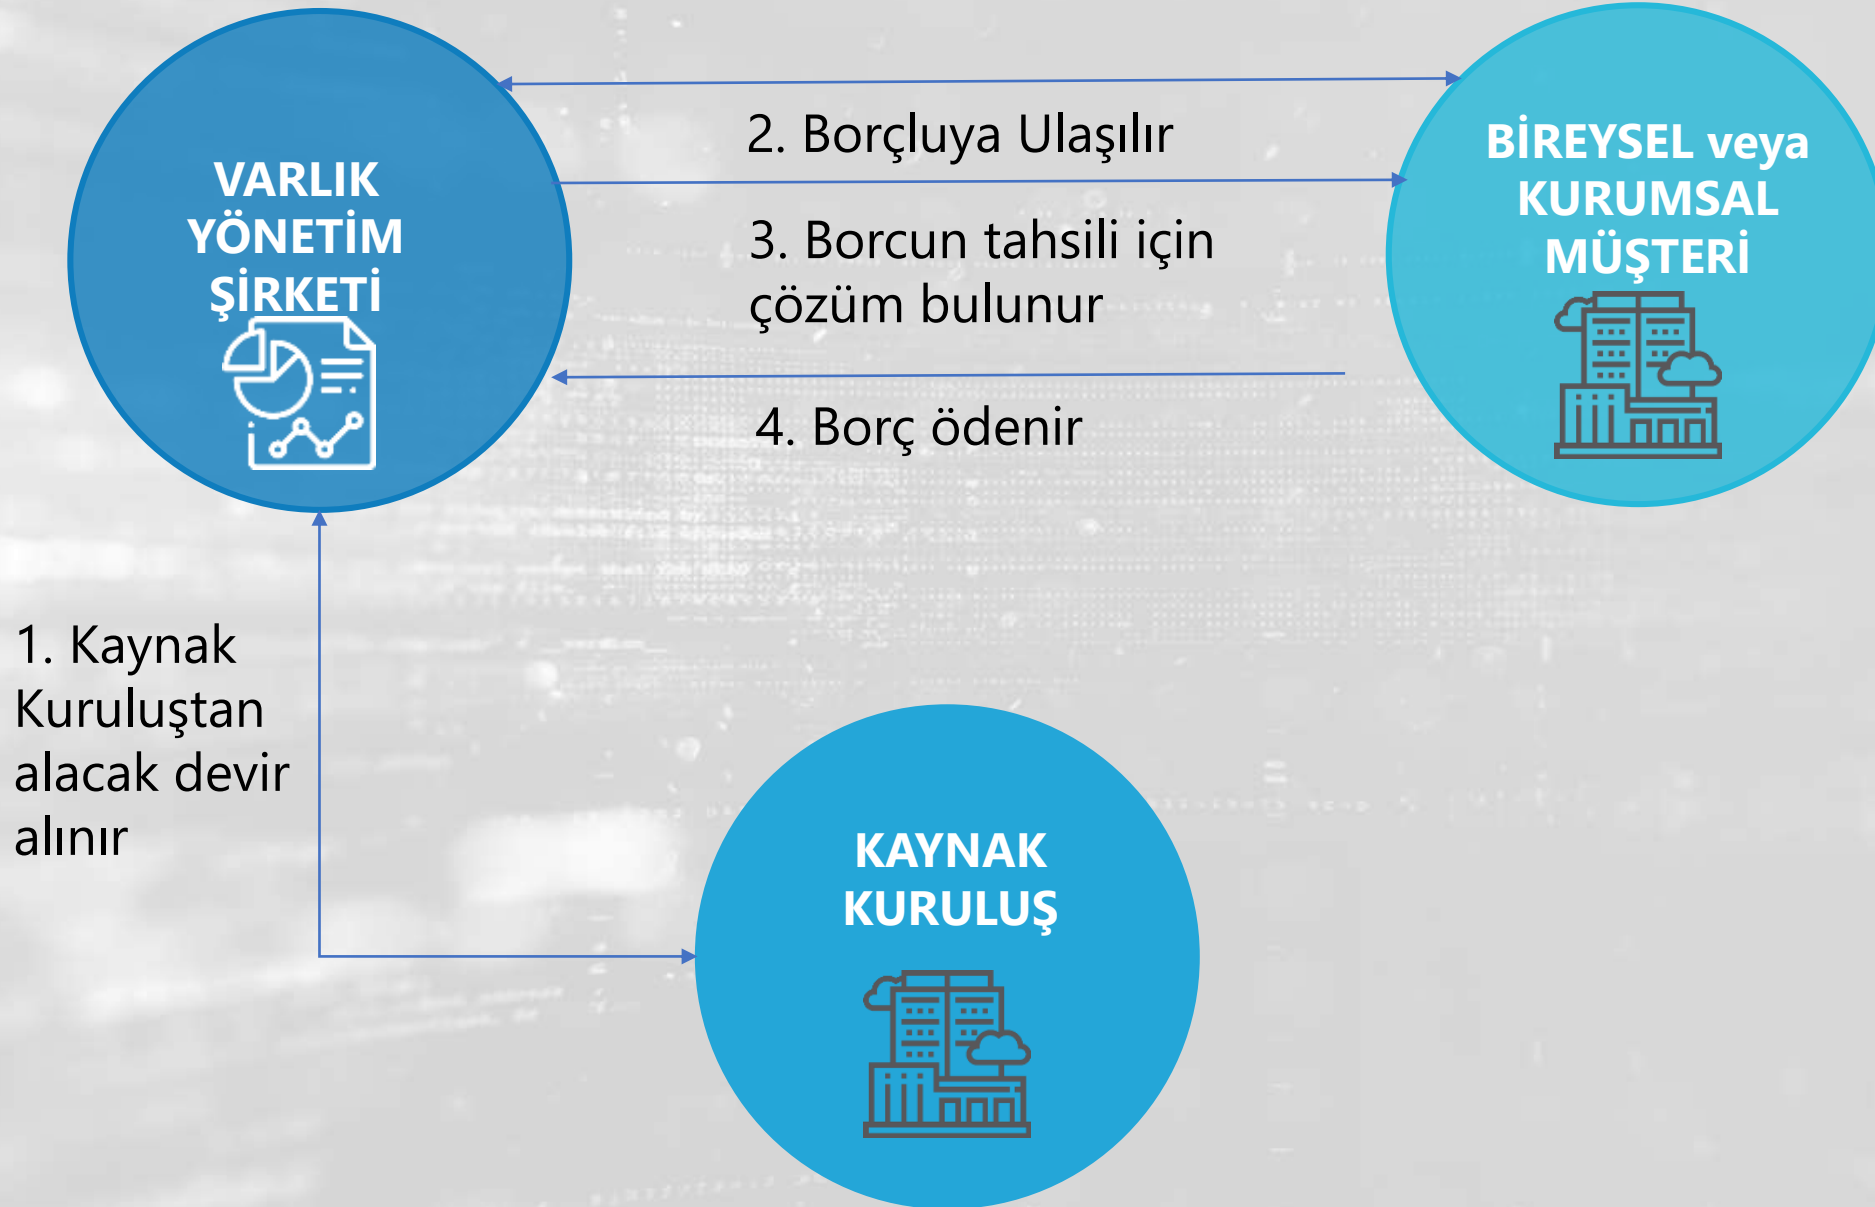 VARLIK
YÖNETİM
ŞİRKETİ
2. Borçluya Ulaşılır
3. Borcun tahsili için
çözüm bulunur
4. Borç ödenir
BİREYSEL veya
KURUMSAL
MÜŞTERİ
1. Kaynak
Kuruluştan
alacak devir
alınır
KAYNAK
KURULUŞ